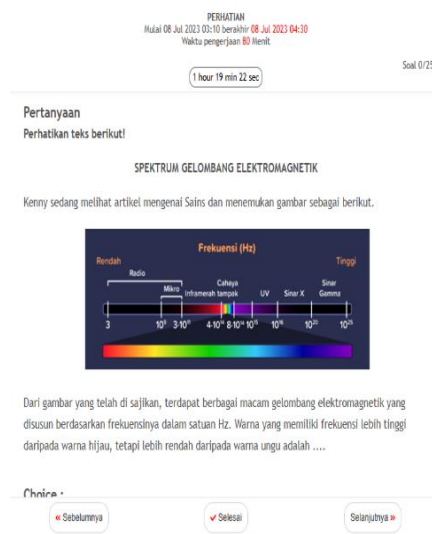 PERHATIAN
Mulai 08 Jul 2023 03:10 berakhir 08 Jul 2023 04:30
Waktu pengerjaan 80 Menit
1 hour 19 min 22 sec
Soal 0/25
Pertanyaan
Perhatikan teks berikut!
SPEKTRUM GELOMBANG ELEKTROMAGNETIK
Kenny sedang melihat artikel mengenai Sains dan menemukan gambar sebagai berikut.
Frekuensi (Hz)
Rendah Tinggi
Radio
Mikro Inframerah Cahaya tampak UV Sinar X Sinar Gamma
3 10⁹ 4·10¹⁴ 8·10¹⁴ 10¹⁵ 10²⁰ 10²⁵
Dari gambar yang telah di sajikan, terdapat berbagai macam gelombang elektromagnetik yang
disusun berdasarkan frekuensinya dalam satuan Hz. Warna yang memiliki frekuensi lebih tinggi
daripada warna hijau, tetapi lebih rendah daripada warna ungu adalah ....
Choice :
« Sebelumnya
✔ Selesai
Selanjutnya »